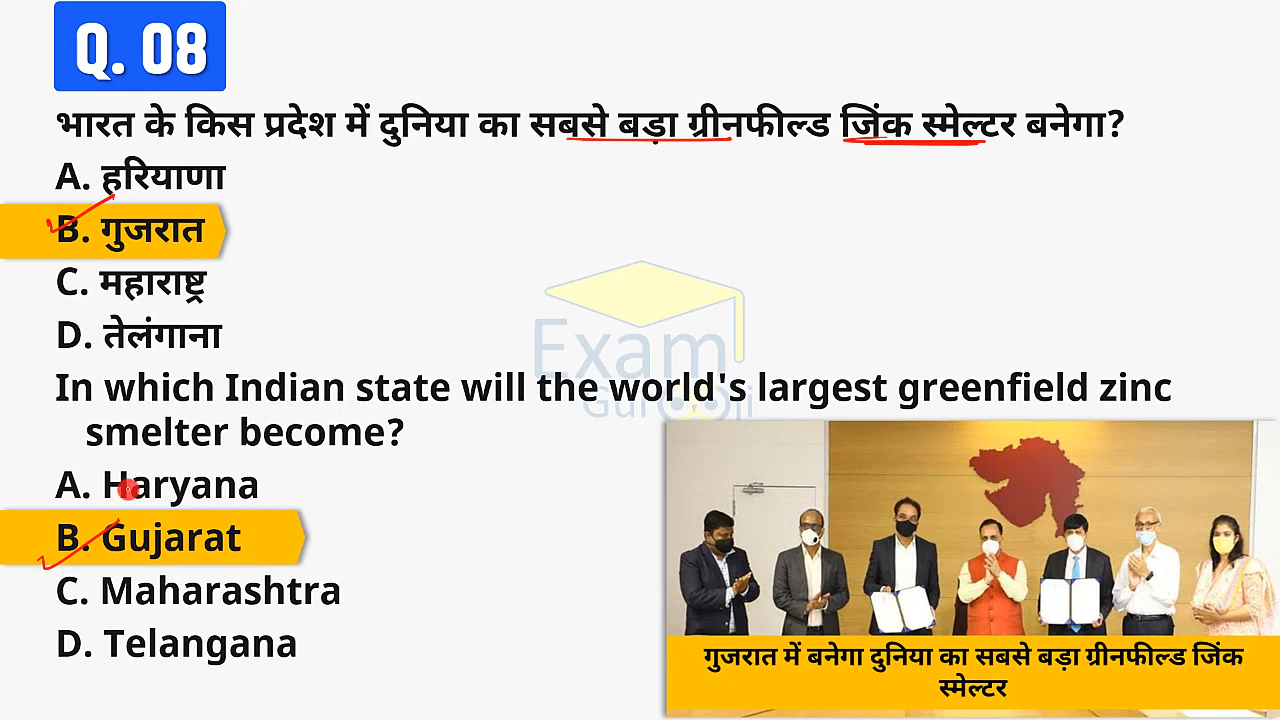 Q. 08
भारत के किस प्रदेश में दुनिया का सबसे बड़ा ग्रीनफील्ड जिंक स्मेल्टर बनेगा?
A. हरियाणा
B. गुजरात
C. महाराष्ट्र
D. तेलंगाना
Exam
Guruji
In which Indian state will the world's largest greenfield zinc
smelter become?
A. Haryana
B. Gujarat
C. Maharashtra
D. Telangana
गुजरात में बनेगा दुनिया का सबसे बड़ा ग्रीनफील्ड जिंक
स्मेल्टर